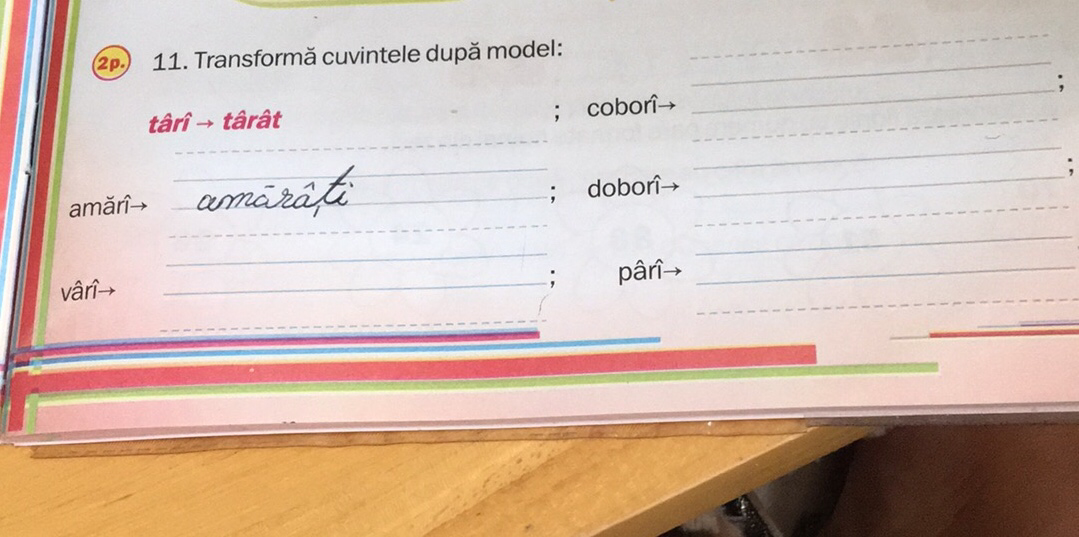 2p. 11. Transformă cuvintele după model:
târî → târât ; coborî→ ;
amărî→ amărâți ; doborî→ ;
vârî→ ; pârî→